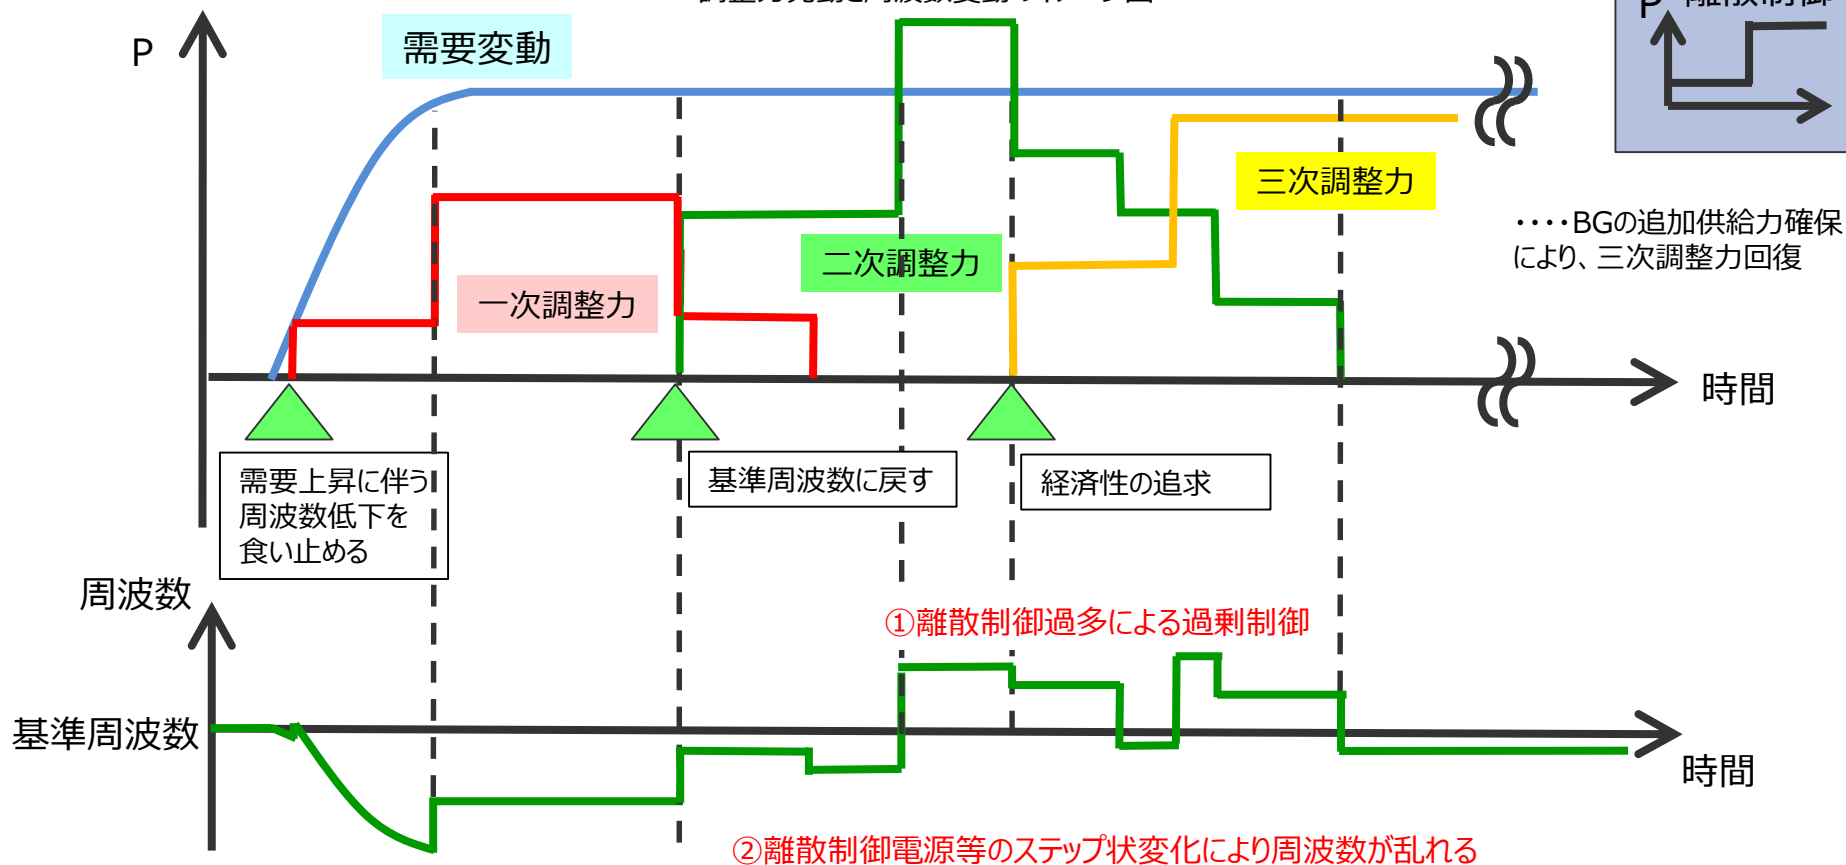 P 離散制御
P
需要変動
三次調整力
・・・・BGの追加供給力確保
により、三次調整力回復
二次調整力
一次調整力
時間
需要上昇に伴う
周波数低下を
食い止める
基準周波数に戻す
経済性の追求
周波数
①離散制御過多による過剰制御
基準周波数
時間
②離散制御電源等のステップ状変化により周波数が乱れる